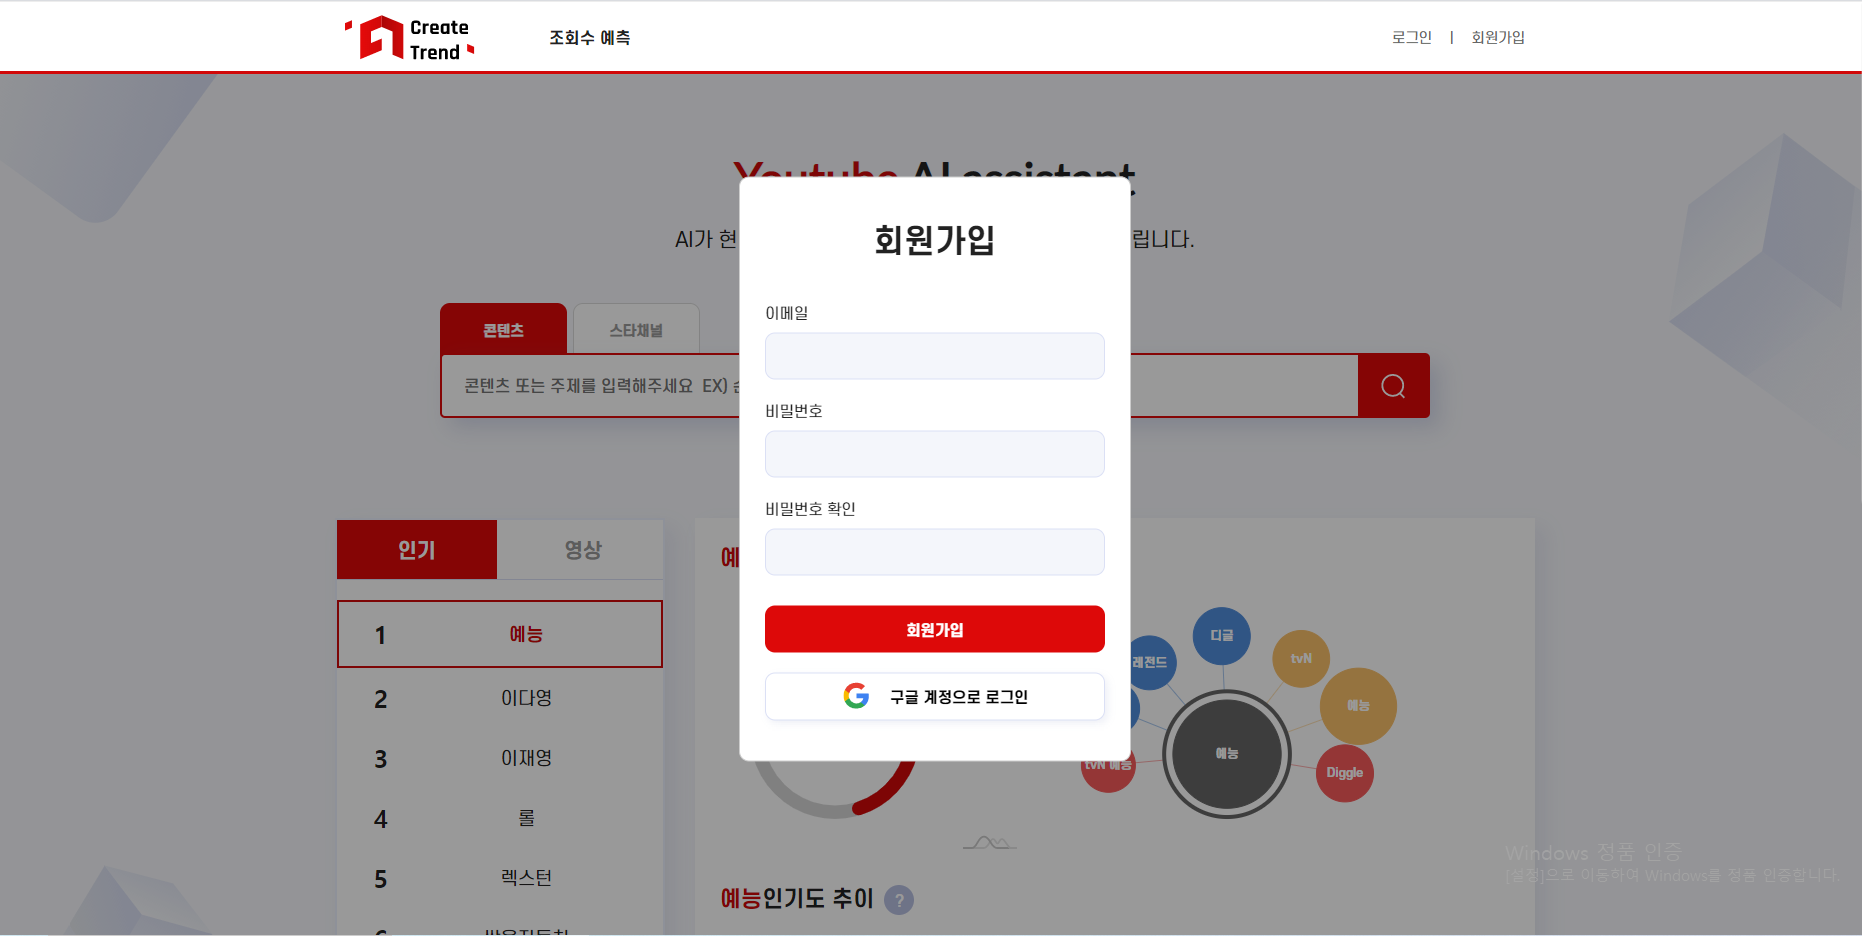 Create
Trend
조회수 예측
로그인 | 회원가입
Youtube AI assistant
AI가 현
립니다.
회원가입
이메일
비밀번호
비밀번호 확인
회원가입
구글 계정으로 로그인
콘텐츠
스타채널
콘텐츠 또는 주제를 입력해주세요 EX)
인기
영상
1 예능
2 이다영
3 이재영
4 롤
5 렉스턴
6
예
레전드
디글
tvN
예능
예능
Diggle
tvN 예능
예능인기도 추이 ?
Windows 정품 인증
[설정]으로 이동하여 Windows를 정품 인증합니다.